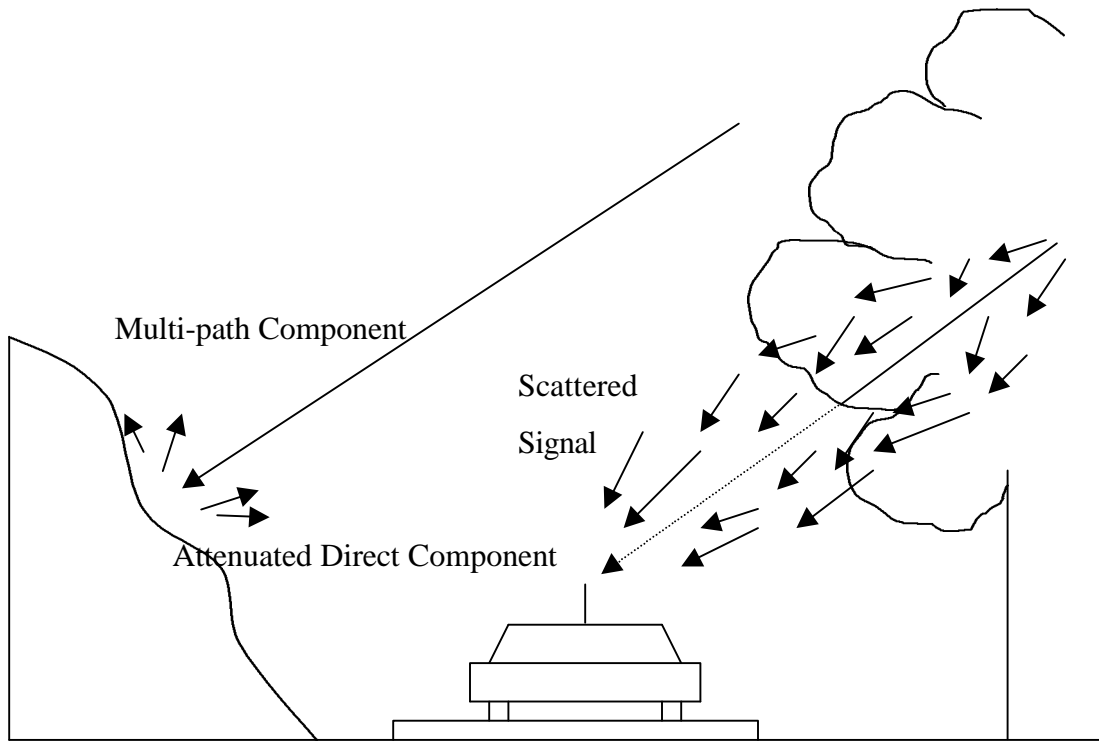 Multi-path Component
Scattered
Signal
Attenuated Direct Component